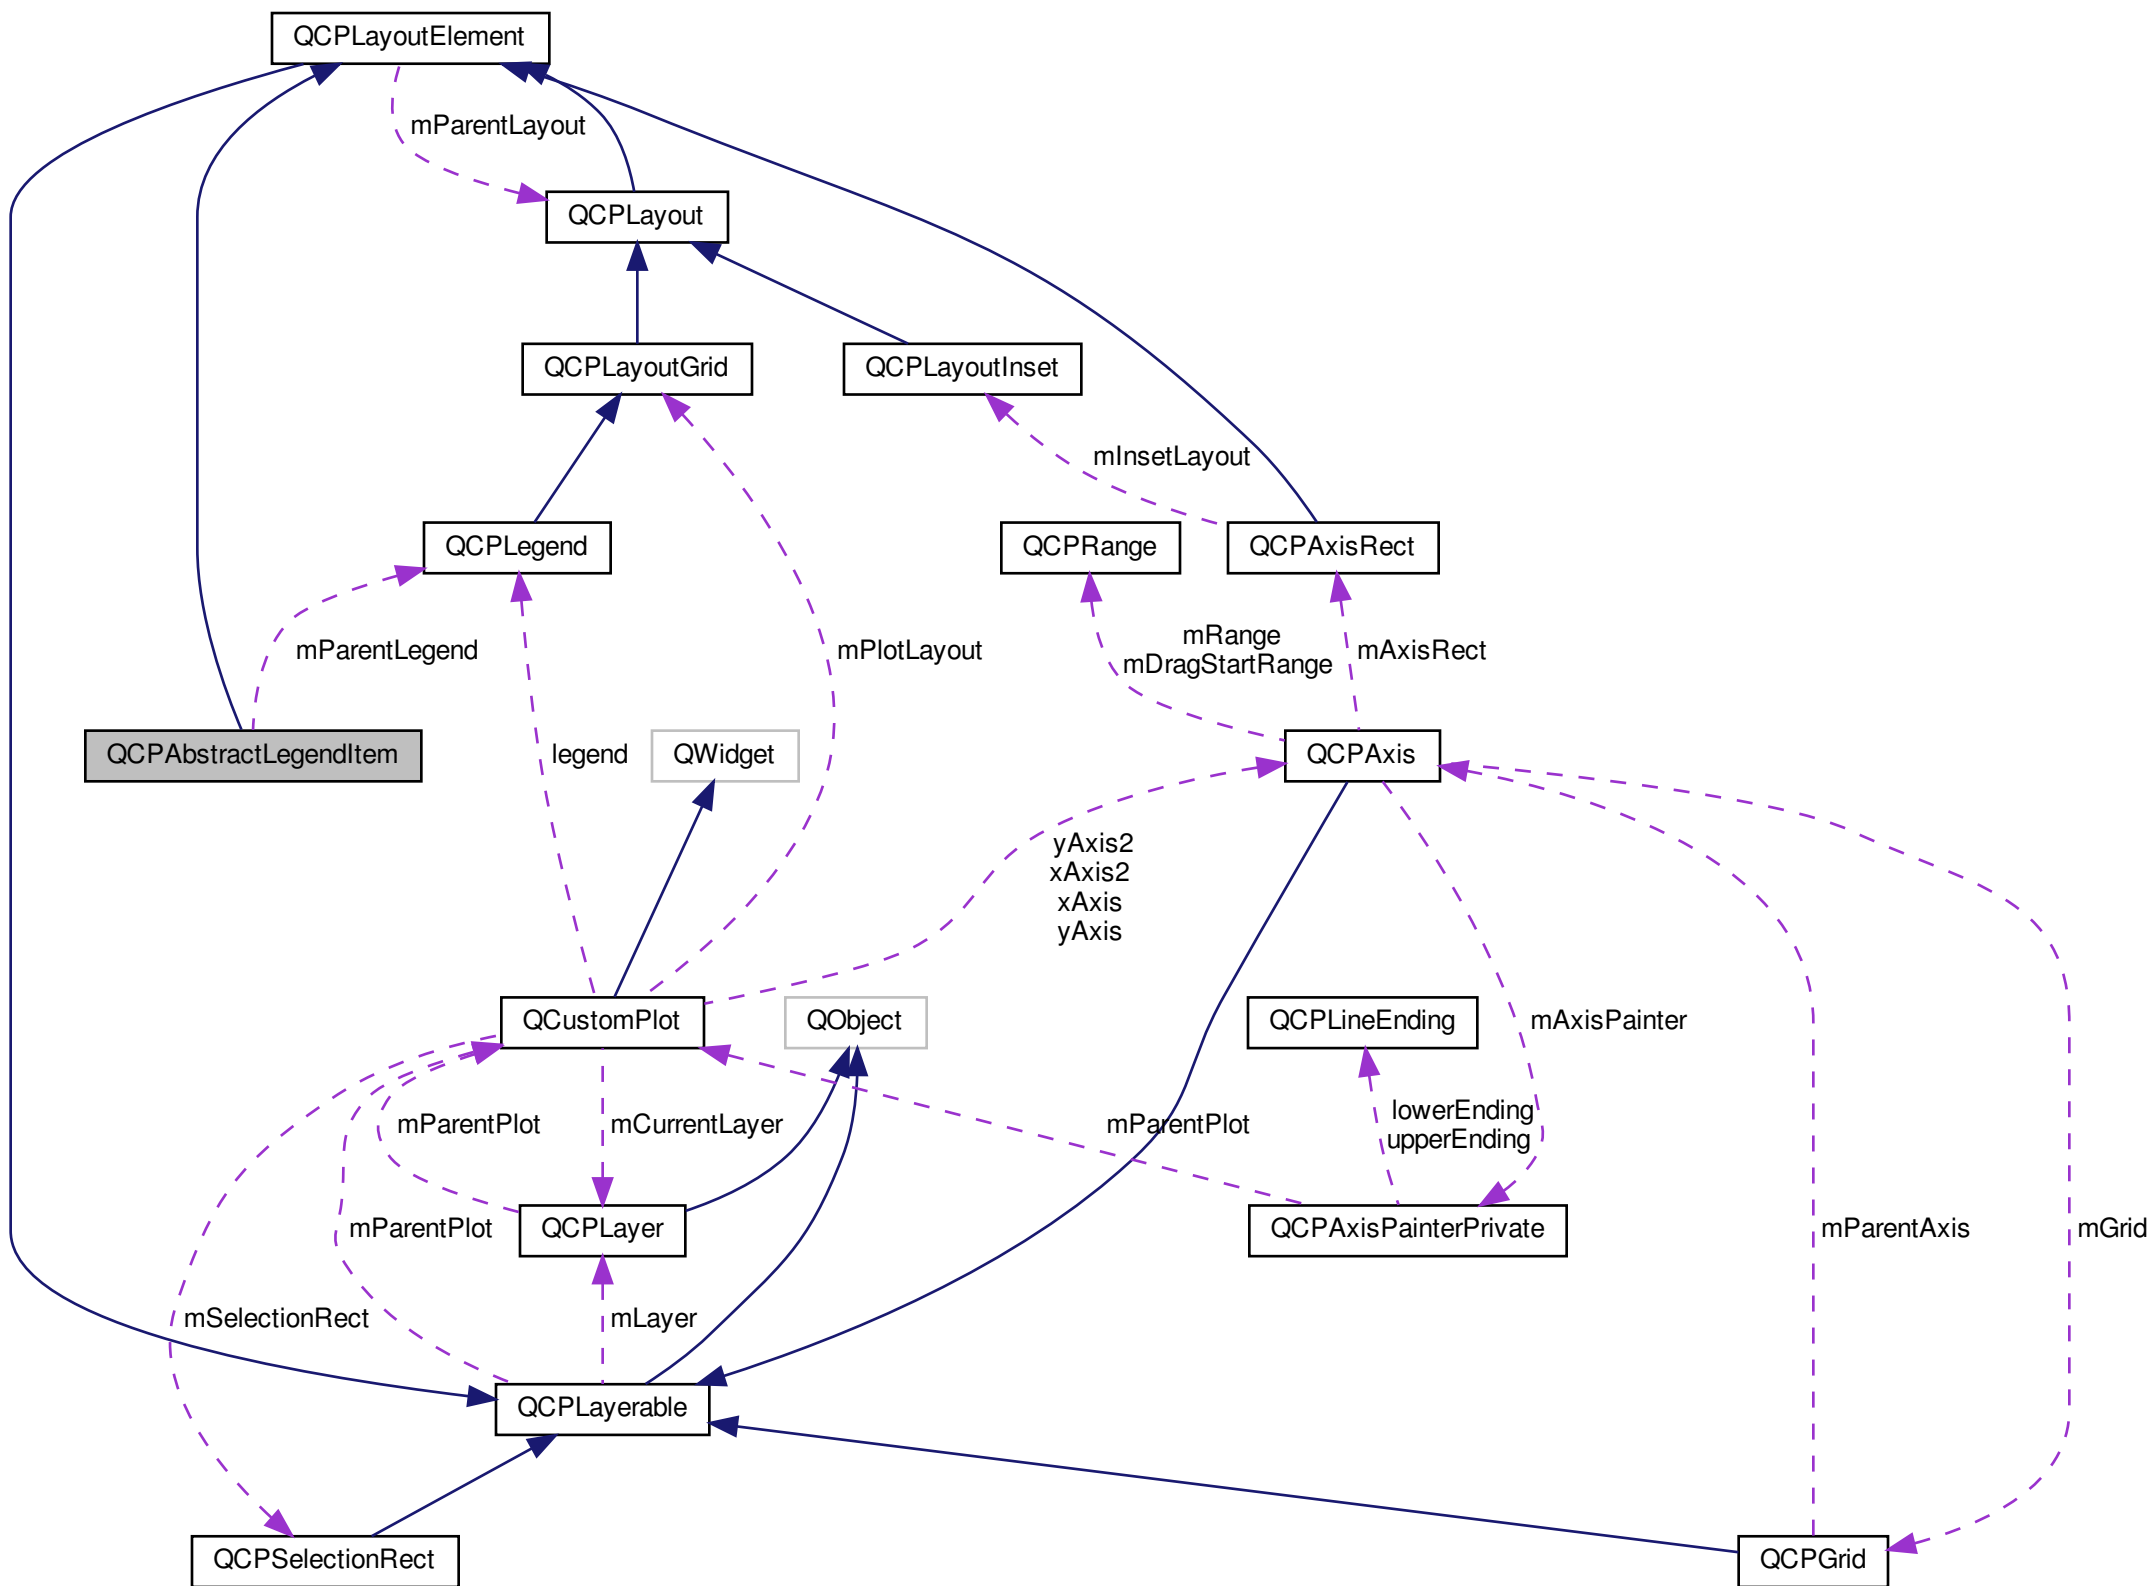 QCPLayoutElement
mParentLayout
QCPLayout
QCPLayoutGrid
QCPLayoutInset
mInsetLayout
QCPLegend
QCPRange
QCPAxisRect
mParentLegend
mPlotLayout
mRange
mDragStartRange
mAxisRect
QCPAbstractLegendItem
legend
QWidget
QCPAxis
yAxis2
xAxis2
xAxis
yAxis
QCustomPlot
QObject
QCPLineEnding
mAxisPainter
mParentPlot
mCurrentLayer
mParentPlot
lowerEnding
upperEnding
mParentPlot
QCPLayer
QCPAxisPainterPrivate
mParentAxis
mGrid
mSelectionRect
mLayer
QCPLayerable
QCPSelectionRect
QCPGrid